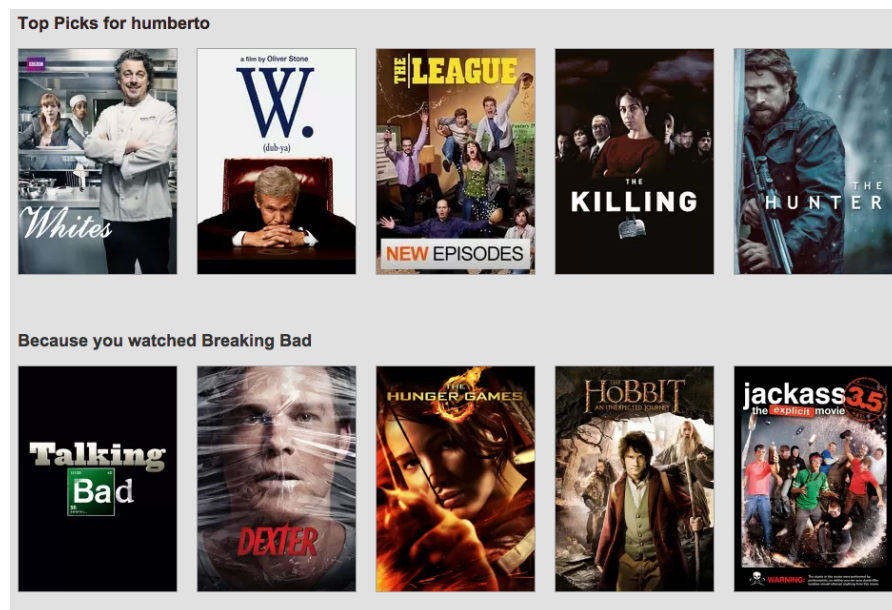 Top Picks for humberto
BBC
Whites
a film by Oliver Stone
W.
(dub·ya)
THE LEAGUE
NEW EPISODES
THE
KILLING
THE
HUNTER
Because you watched Breaking Bad
Talking
Bad
DEXTER
THE
HUNGER GAMES
THE
HOBBIT
AN UNEXPECTED JOURNEY
jackass 3.5
the explicit movie
WARNING: